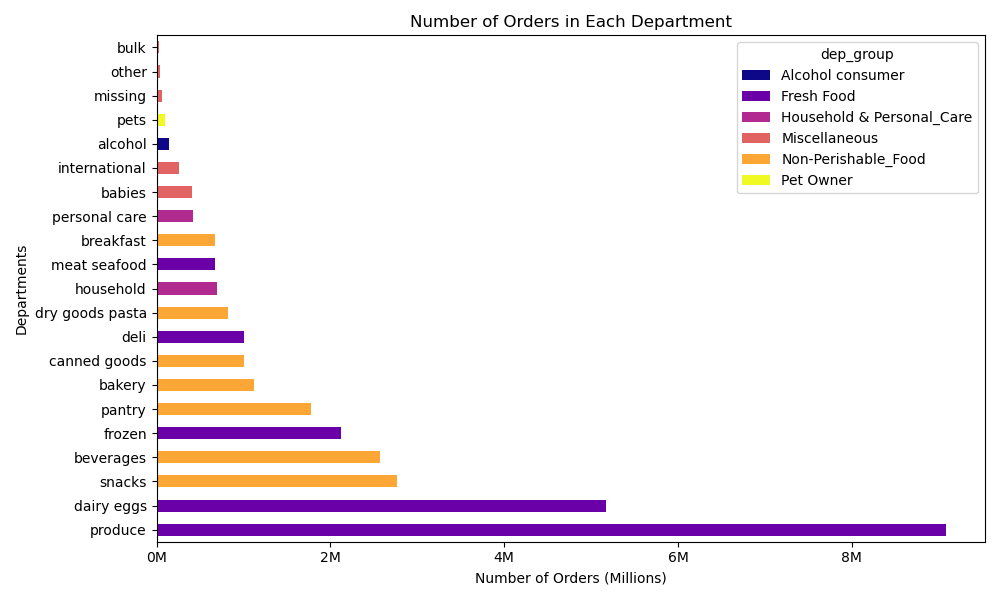 Number of Orders in Each Department
bulk
other
missing
pets
alcohol
international
babies
personal care
breakfast
meat seafood
household
dry goods pasta
deli
canned goods
bakery
pantry
frozen
beverages
snacks
dairy eggs
produce
Departments
dep_group
Alcohol consumer
Fresh Food
Household & Personal_Care
Miscellaneous
Non-Perishable_Food
Pet Owner
0M 2M 4M 6M 8M
Number of Orders (Millions)